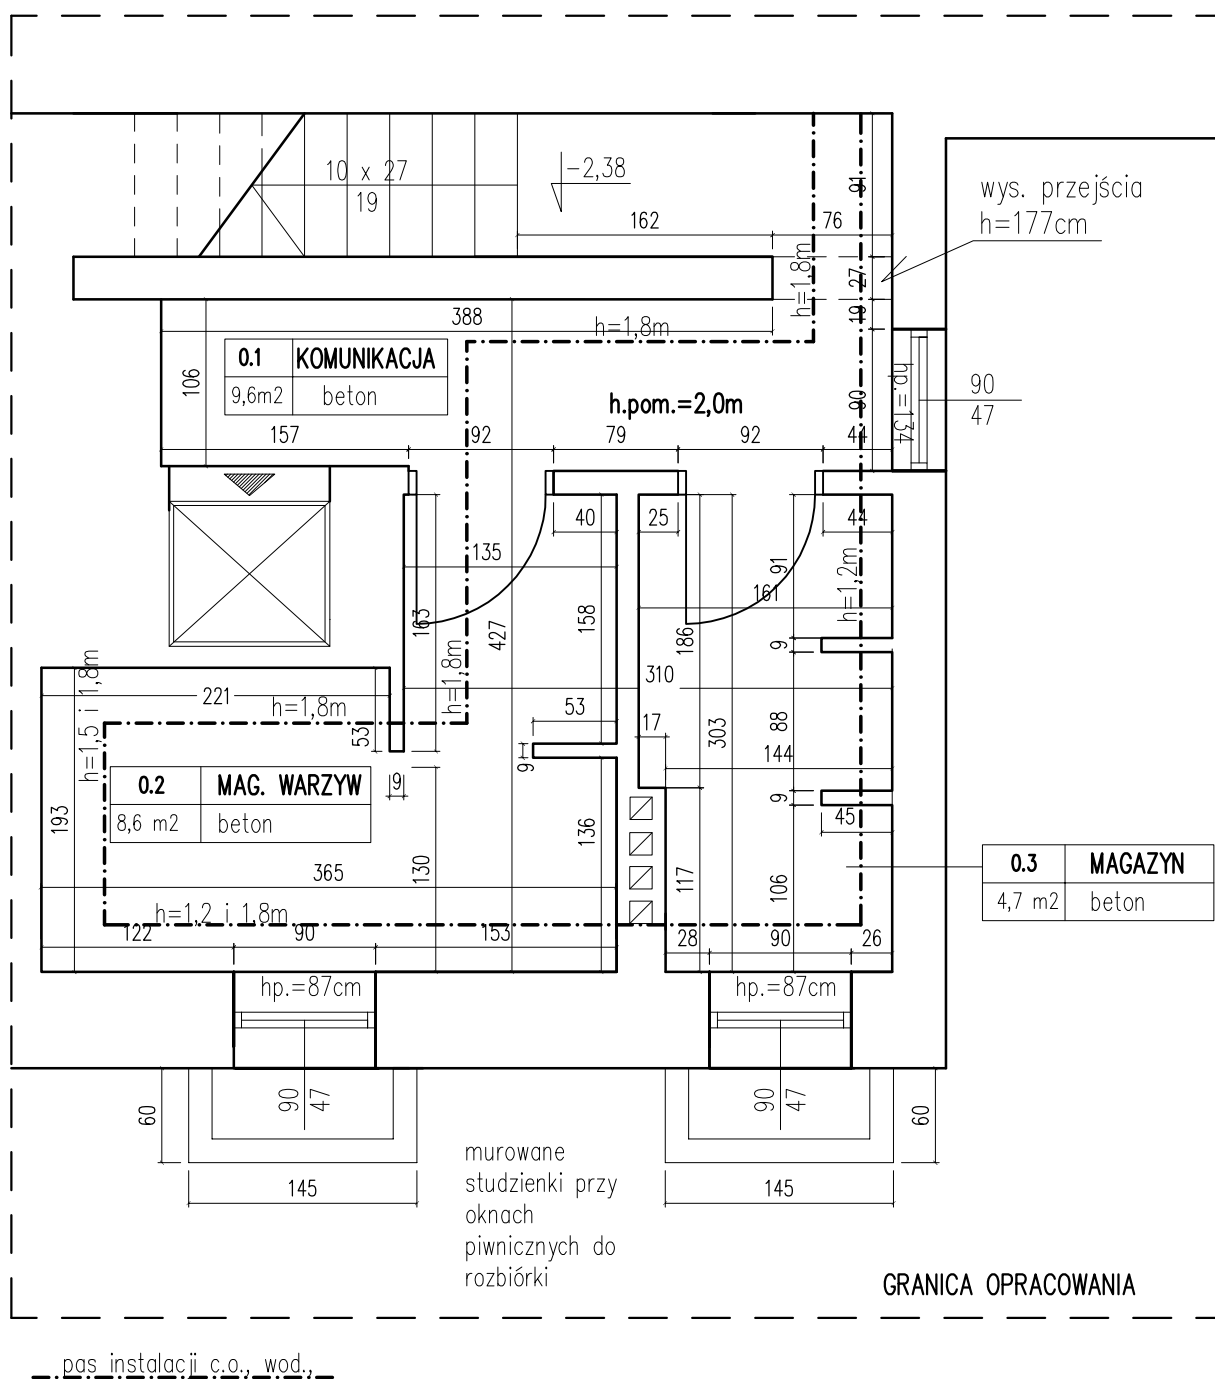 10 x 27
19
-2,38
wys. przejścia
h=177cm
162
76
91
27
19
90
h=1,8m
388
h=1,8m
106
0.1 KOMUNIKACJA
9,6m2 beton
h.pom.=2,0m
hp.=134
90
47
157
92
79
92
44
40
25
44
135
91
h=1,2m
161
163
427
158
186
9
310
h=1,8m
h=1,5 i 1,8m
221
h=1,8m
53
53
17
303
88
9
144
9
9
45
0.2 MAG. WARZYW
8,6 m2 beton
193
136
130
365
117
106
0.3 MAGAZYN
4,7 m2 beton
h=1,2 i 1,8m
122
90
153
28
90
26
hp.=87cm
hp.=87cm
90
47
90
47
60
60
145
145
murowane
studzienki przy
oknach
piwnicznych do
rozbiórki
GRANICA OPRACOWANIA
pas instalacji c.o., wod.,